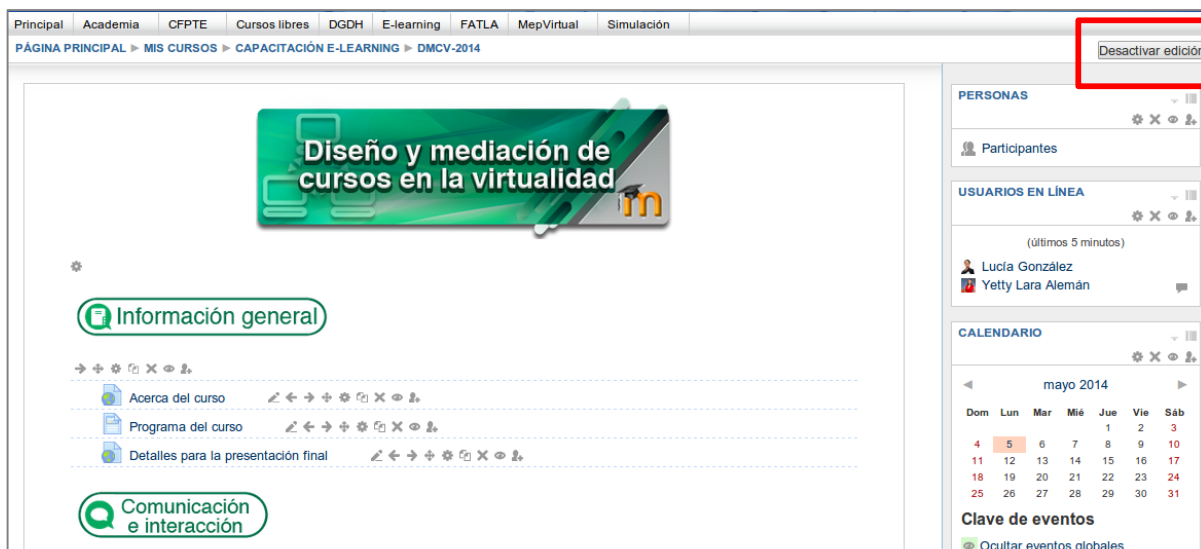 Principal Academia CFPTE Cursos libres DGDH E-learning FATLA MepVirtual Simulación
PÁGINA PRINCIPAL ► MIS CURSOS ► CAPACITACIÓN E-LEARNING ► DMCV-2014
Desactivar edición
Diseño y mediación de
cursos en la virtualidad
Información general
Acerca del curso
Programa del curso
Detalles para la presentación final
Comunicación
e interacción
PERSONAS
Participantes
USUARIOS EN LÍNEA
(últimos 5 minutos)
Lucía González
Yetty Lara Alemán
CALENDARIO
◄ mayo 2014 ►
Dom Lun Mar Mié Jue Vie Sáb
1 2 3
4 5 6 7 8 9 10
11 12 13 14 15 16 17
18 19 20 21 22 23 24
25 26 27 28 29 30 31
Clave de eventos
Ocultar eventos globales